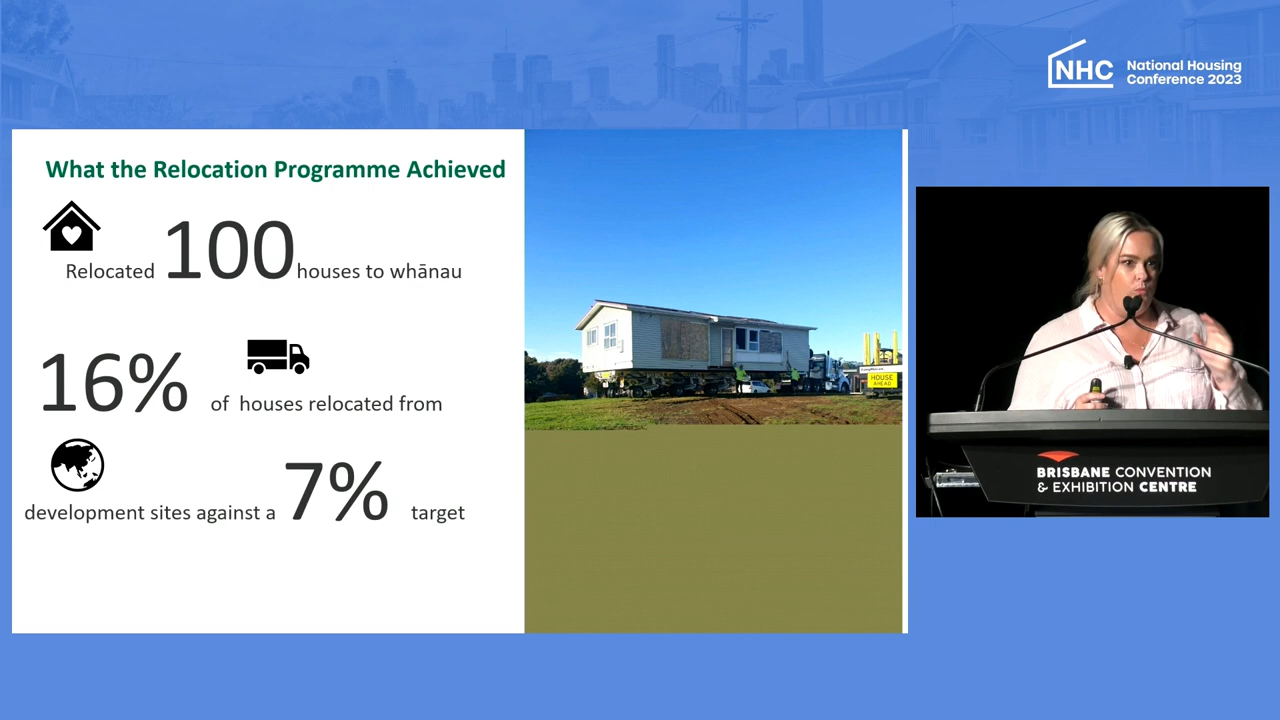 NHC
National Housing
Conference 2023
What the Relocation Programme Achieved
Relocated 100 houses to whānau
16% of houses relocated from
development sites against a 7% target
HOUSE
AHEAD
BRISBANE CONVENTION
& EXHIBITION CENTRE